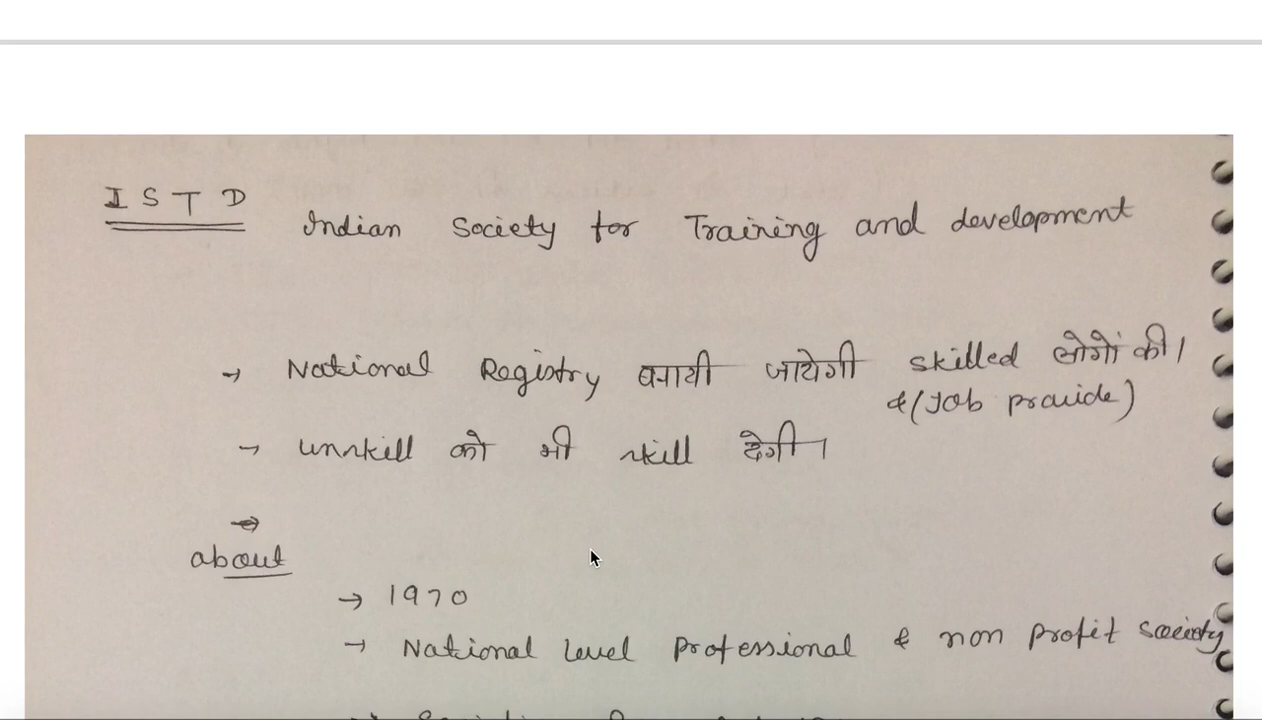 I S T D
Indian Society for Training and development
→ National Registry बनायी जायेगी skilled लोगों की।
& (Job provide)
→ unskill को भी skill देगी।
→
about
→ 1970
→ National Level Professional & non profit society